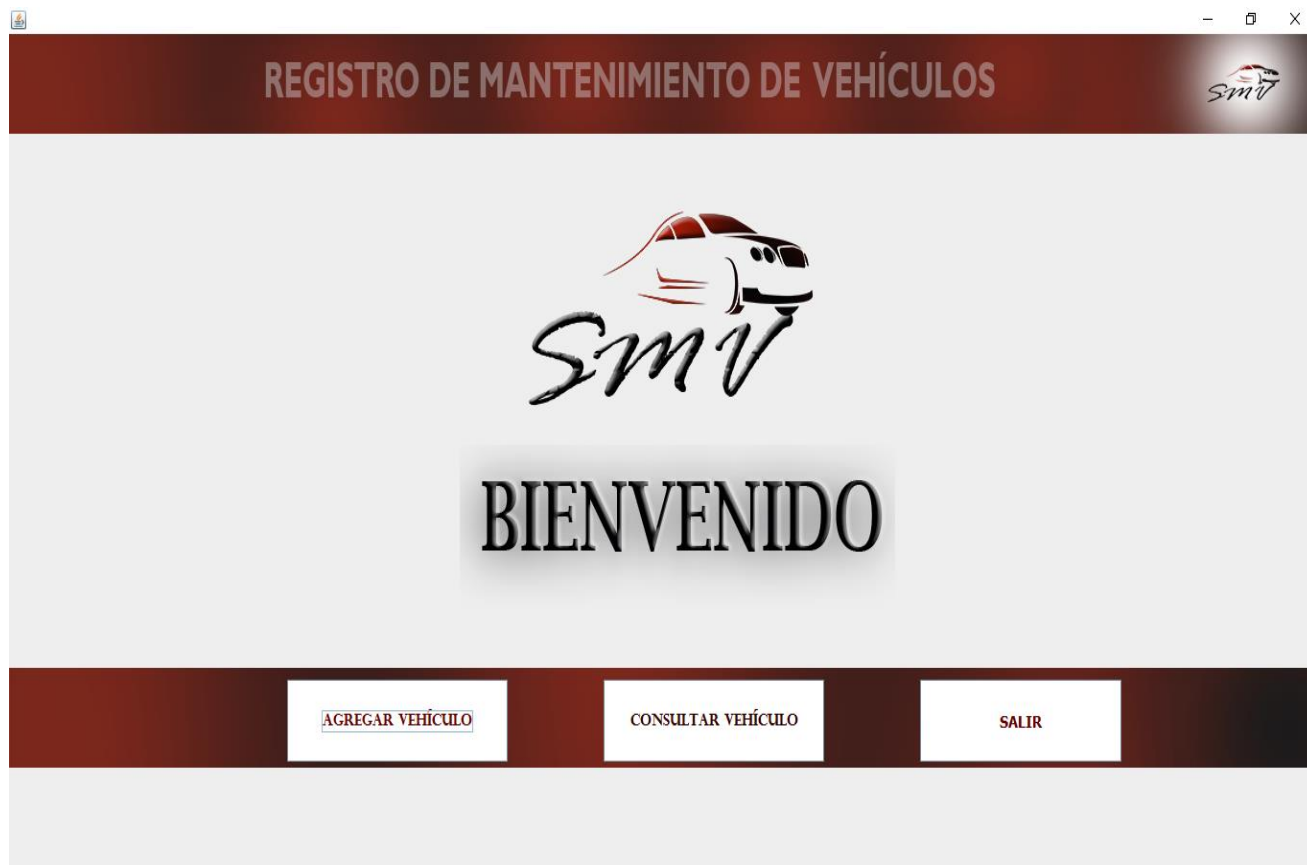 REGISTRO DE MANTENIMIENTO DE VEHÍCULOS
SMV
SMV
BIENVENIDO
AGREGAR VEHÍCULO
CONSULTAR VEHÍCULO
SALIR